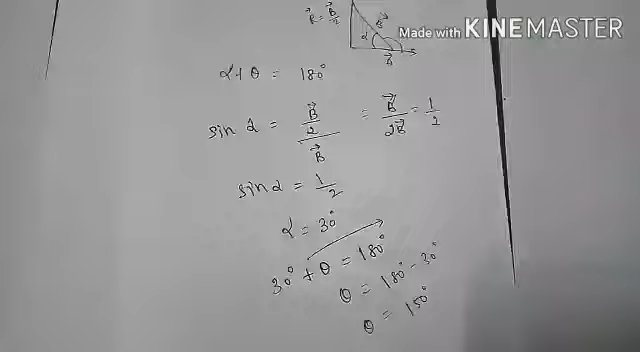 R⃗ = B⃗/2
B⃗
α
B⃗
Made with KINEMASTER
α + θ = 180°
sin α = (B⃗/2)/B⃗ = B⃗/2B⃗ = 1/2
sin α = 1/2
α = 30°
30° + θ = 180°
θ = 180° - 30°
θ = 150°